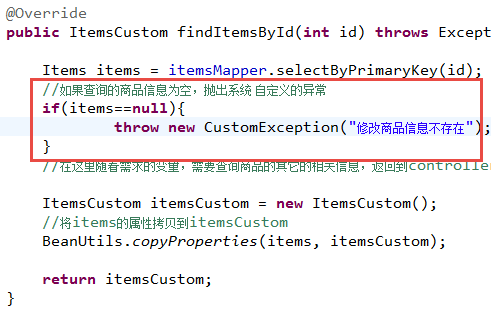 @Override
public ItemsCustom findItemsById(int id) throws Excep
Items items = itemsMapper.selectByPrimaryKey(id);
//如果查询的商品信息为空，抛出系统 自定义的异常
if(items==null){
throw new CustomException("修改商品信息不存在");
}
//在这里随着需求的变量，需要查询商品的其它的相关信息，返回到controller
ItemsCustom itemsCustom = new ItemsCustom();
//将items的属性拷贝到itemsCustom
BeanUtils.copyProperties(items, itemsCustom);
return itemsCustom;
}